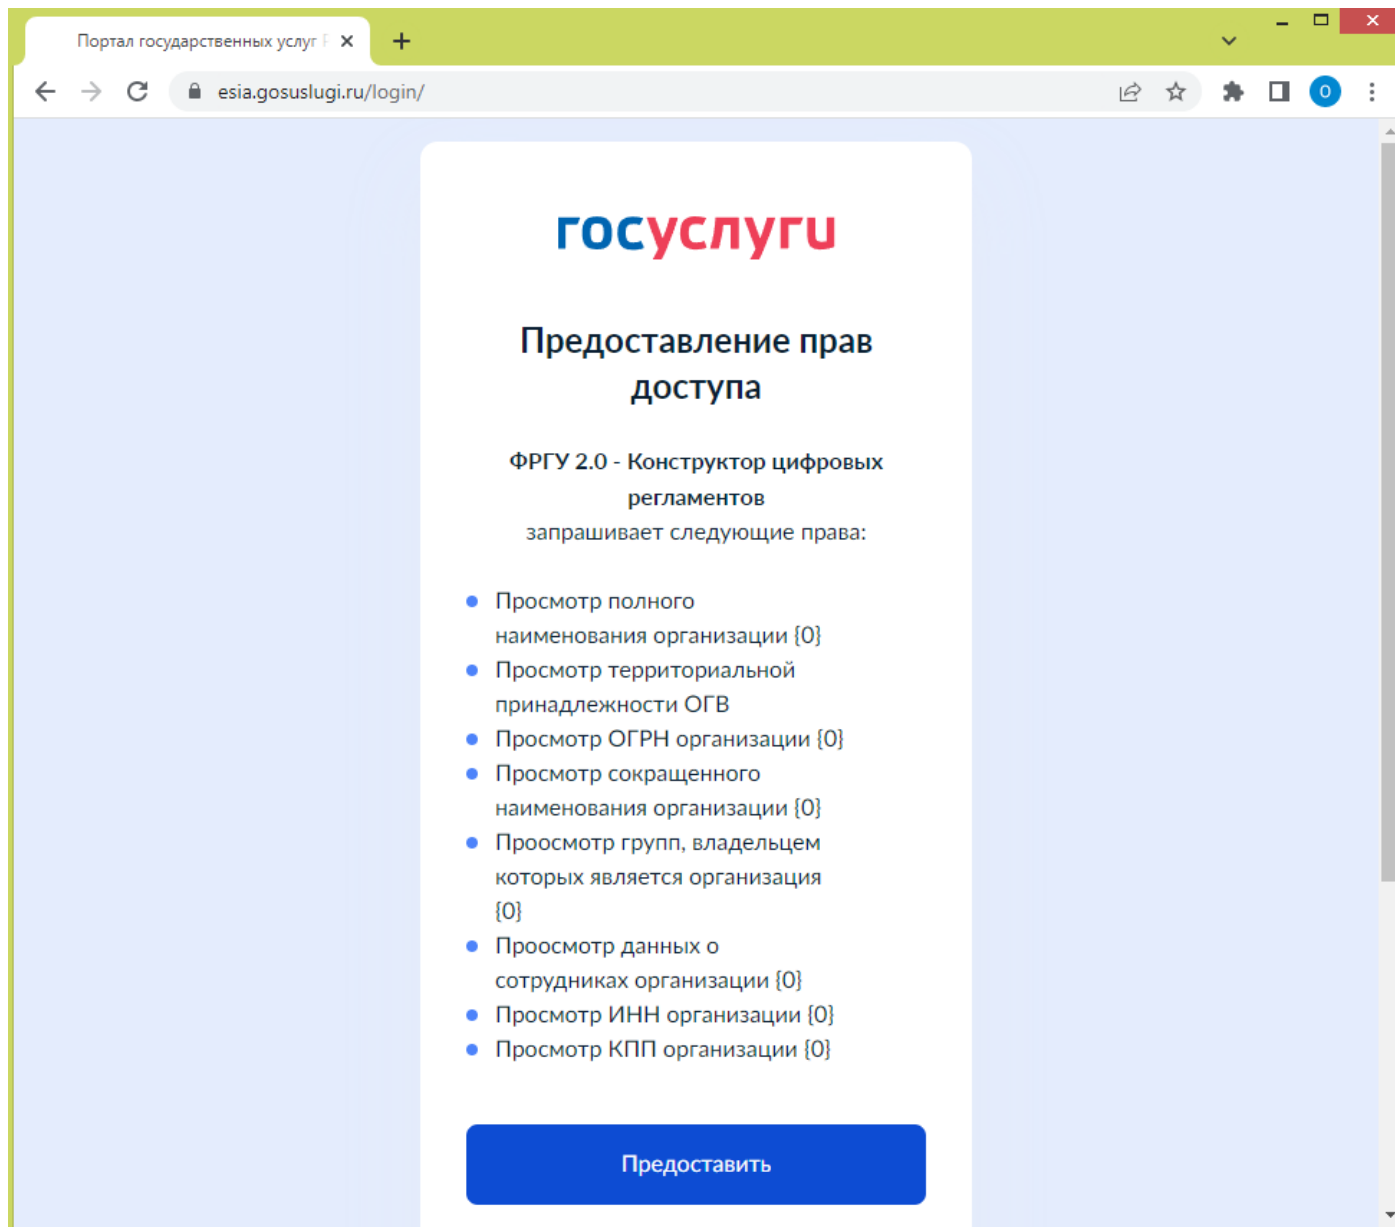 Портал государственных услуг Р
esia.gosuslugi.ru/login/
О
госуслуги
Предоставление прав
доступа
ФРГУ 2.0 - Конструктор цифровых
регламентов
запрашивает следующие права:
Просмотр полного
наименования организации {0}
Просмотр территориальной
принадлежности ОГВ
Просмотр ОГРН организации {0}
Просмотр сокращенного
наименования организации {0}
Проосмотр групп, владельцем
которых является организация
{0}
Проосмотр данных о
сотрудниках организации {0}
Просмотр ИНН организации {0}
Просмотр КПП организации {0}
Предоставить